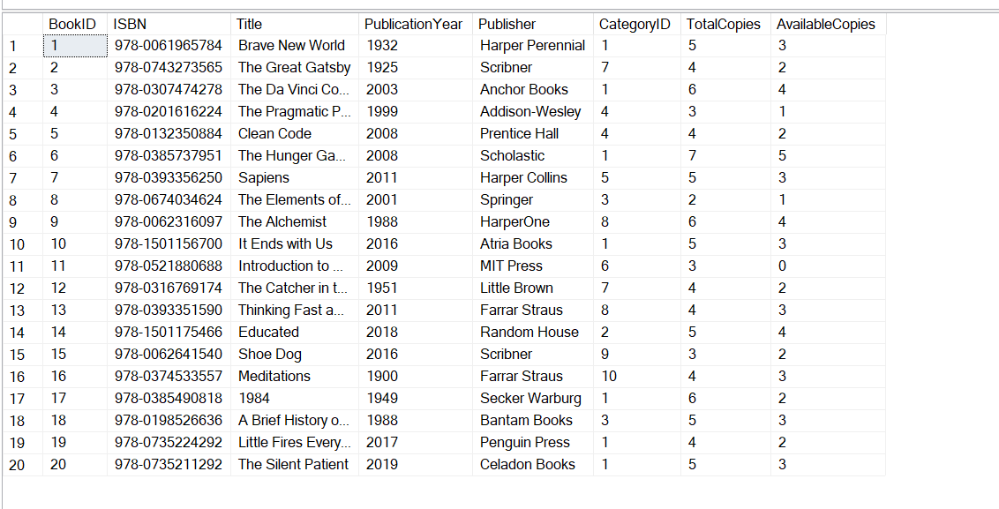 BookID ISBN Title PublicationYear Publisher CategoryID TotalCopies AvailableCopies
1 1 978-0061965784 Brave New World 1932 Harper Perennial 1 5 3
2 2 978-0743273565 The Great Gatsby 1925 Scribner 7 4 2
3 3 978-0307474278 The Da Vinci Co... 2003 Anchor Books 1 6 4
4 4 978-0201616224 The Pragmatic P... 1999 Addison-Wesley 4 3 1
5 5 978-0132350884 Clean Code 2008 Prentice Hall 4 4 2
6 6 978-0385737951 The Hunger Ga... 2008 Scholastic 1 7 5
7 7 978-0393356250 Sapiens 2011 Harper Collins 5 5 3
8 8 978-0674034624 The Elements of... 2001 Springer 3 2 1
9 9 978-0062316097 The Alchemist 1988 HarperOne 8 6 4
10 10 978-1501156700 It Ends with Us 2016 Atria Books 1 5 3
11 11 978-0521880688 Introduction to ... 2009 MIT Press 6 3 0
12 12 978-0316769174 The Catcher in t... 1951 Little Brown 7 4 2
13 13 978-0393351590 Thinking Fast a... 2011 Farrar Straus 8 4 3
14 14 978-1501175466 Educated 2018 Random House 2 5 4
15 15 978-0062641540 Shoe Dog 2016 Scribner 9 3 2
16 16 978-0374533557 Meditations 1900 Farrar Straus 10 4 3
17 17 978-0385490818 1984 1949 Secker Warburg 1 6 2
18 18 978-0198526636 A Brief History o... 1988 Bantam Books 3 5 3
19 19 978-0735224292 Little Fires Every... 2017 Penguin Press 1 4 2
20 20 978-0735211292 The Silent Patient 2019 Celadon Books 1 5 3